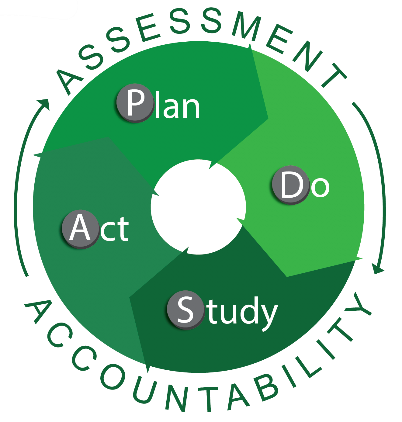 ASSESSMENT
Plan
Do
Act
Study
ACCOUNTABILITY